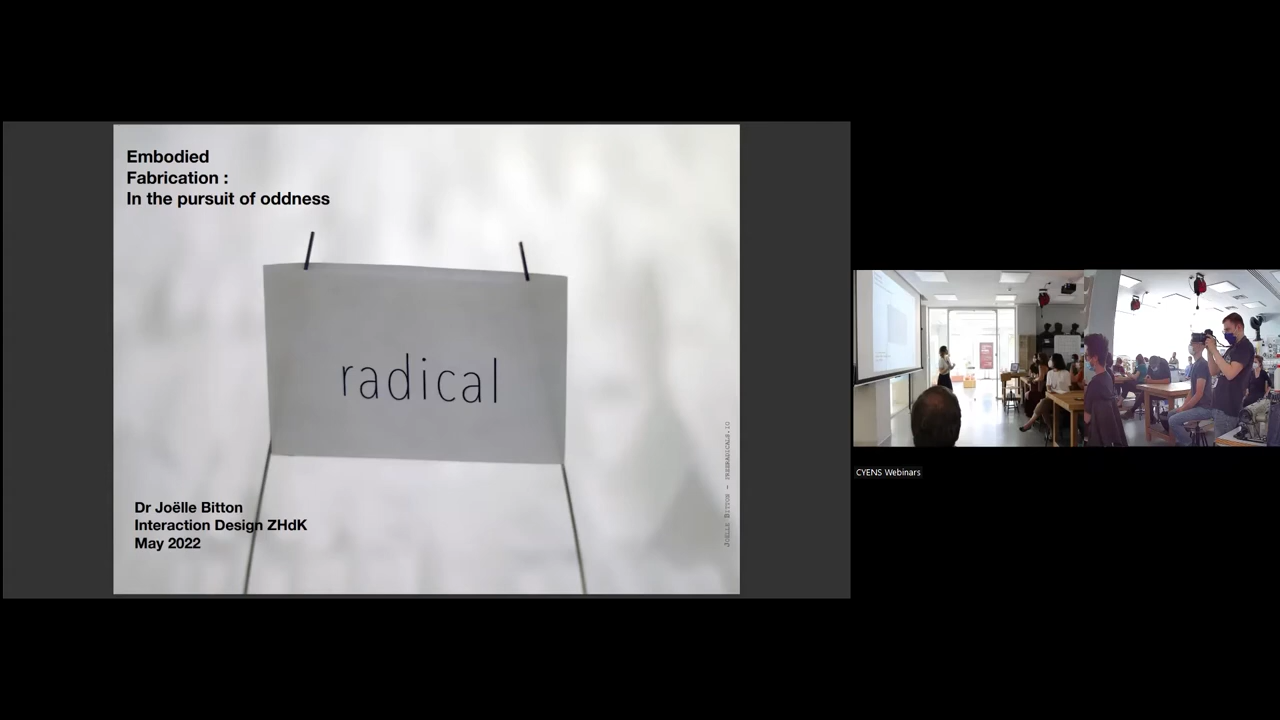 Embodied
Fabrication :
In the pursuit of oddness
radical
Dr Joëlle Bitton
Interaction Design ZHdK
May 2022
CYENS Webinars